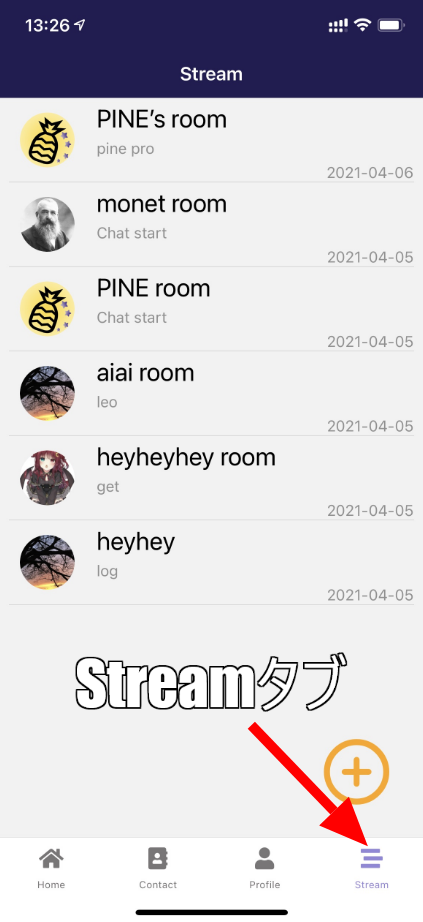 13:26
Stream
PINE’s room
pine pro
2021-04-06
monet room
Chat start
2021-04-05
PINE room
Chat start
2021-04-05
aiai room
leo
2021-04-05
heyheyhey room
get
2021-04-05
heyhey
log
2021-04-05
Streamタブ
Home Contact Profile Stream